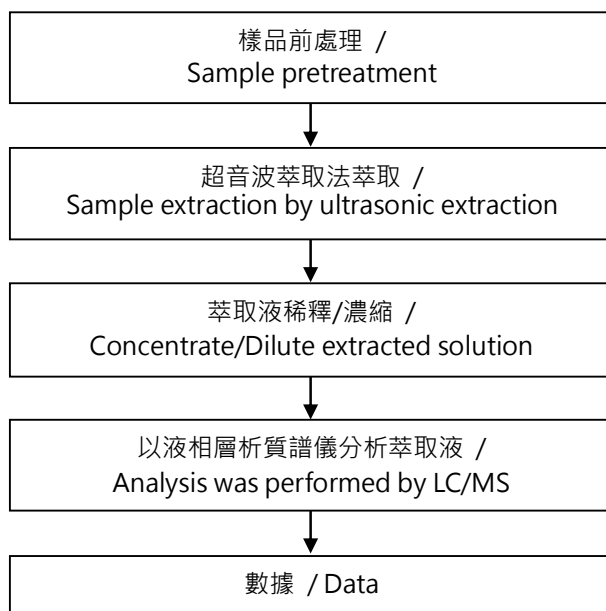 樣品前處理 /
Sample pretreatment
超音波萃取法萃取 /
Sample extraction by ultrasonic extraction
萃取液稀釋/濃縮 /
Concentrate/Dilute extracted solution
以液相層析質譜儀分析萃取液 /
Analysis was performed by LC/MS
數據 / Data